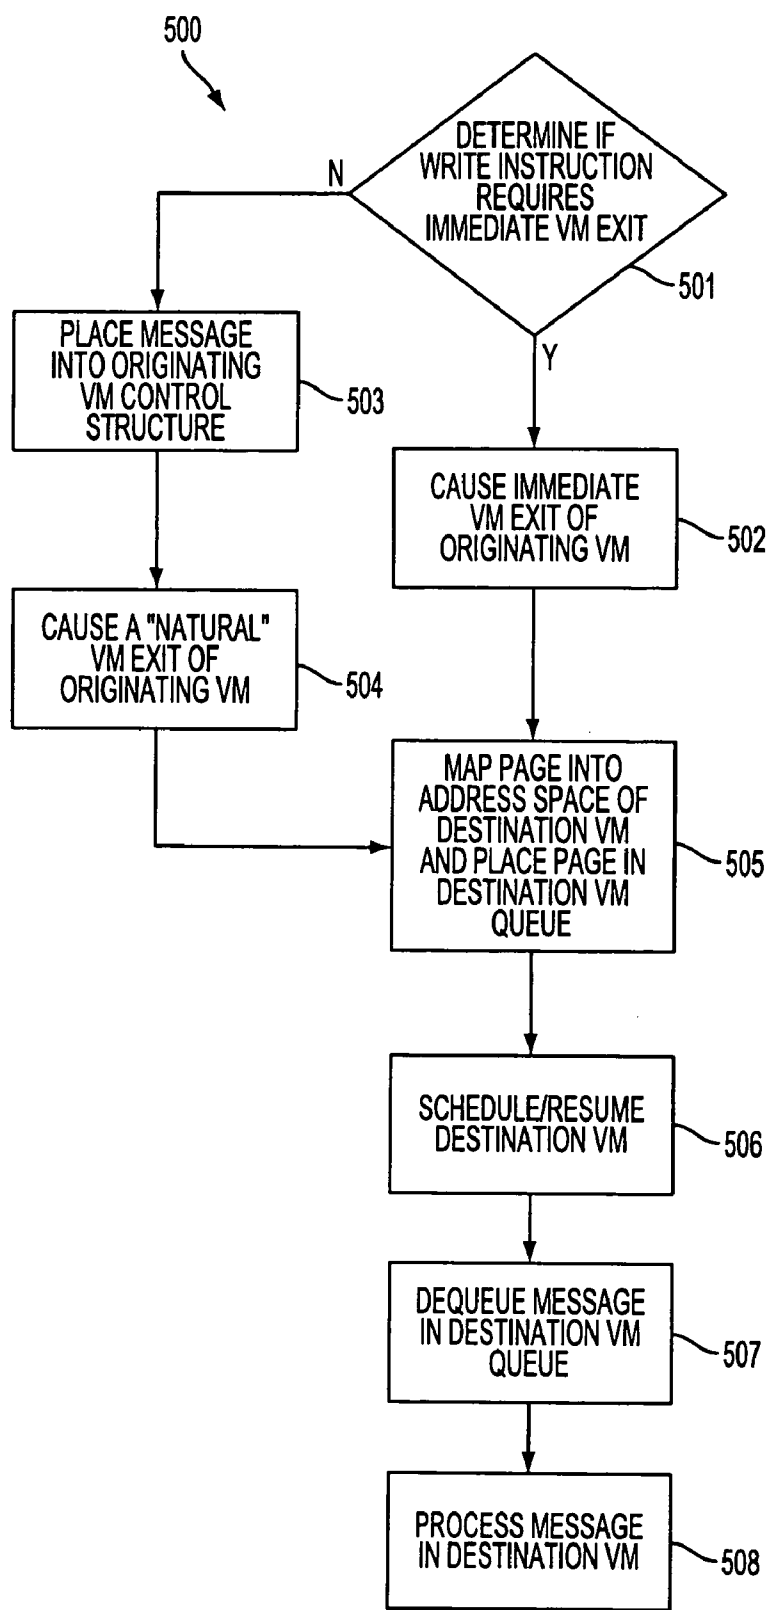 500
DETERMINE IF
WRITE INSTRUCTION
REQUIRES
IMMEDIATE VM EXIT
501
N
Y
PLACE MESSAGE
INTO ORIGINATING
VM CONTROL
STRUCTURE
503
CAUSE IMMEDIATE
VM EXIT OF
ORIGINATING VM
502
CAUSE A "NATURAL"
VM EXIT OF
ORIGINATING VM
504
MAP PAGE INTO
ADDRESS SPACE OF
DESTINATION VM
AND PLACE PAGE IN
DESTINATION VM
QUEUE
505
SCHEDULE/RESUME
DESTINATION VM
506
DEQUEUE MESSAGE
IN DESTINATION VM
QUEUE
507
PROCESS MESSAGE
IN DESTINATION VM
508